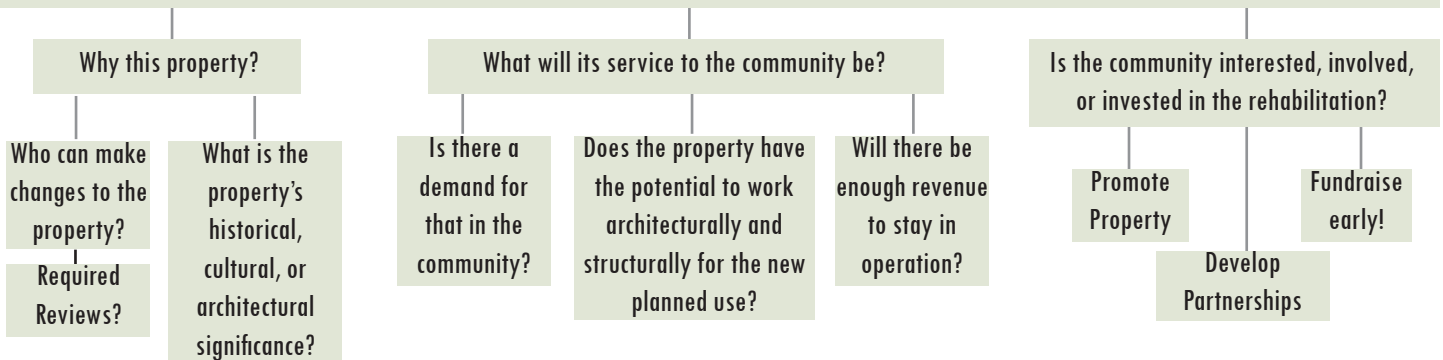 Why this property?
Who can make
changes to the
property?
Required
Reviews?
What is the
property's
historical,
cultural, or
architectural
significance?
What will its service to the community be?
Is there a
demand for
that in the
community?
Does the property have
the potential to work
architecturally and
structurally for the new
planned use?
Will there be
enough revenue
to stay in
operation?
Is the community interested, involved,
or invested in the rehabilitation?
Promote
Property
Develop
Partnerships
Fundraise
early!